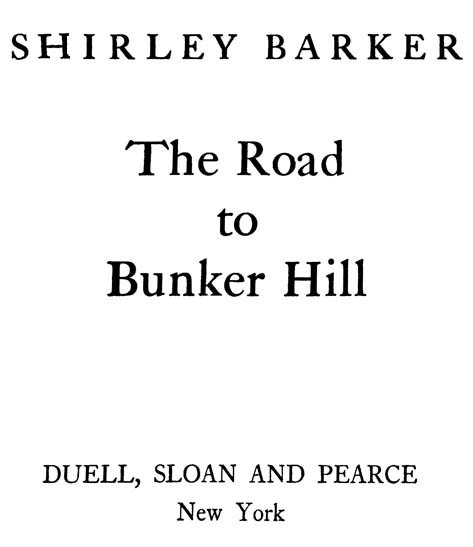 SHIRLEY BARKER
The Road
to
Bunker Hill
DUELL, SLOAN AND PEARCE
New York